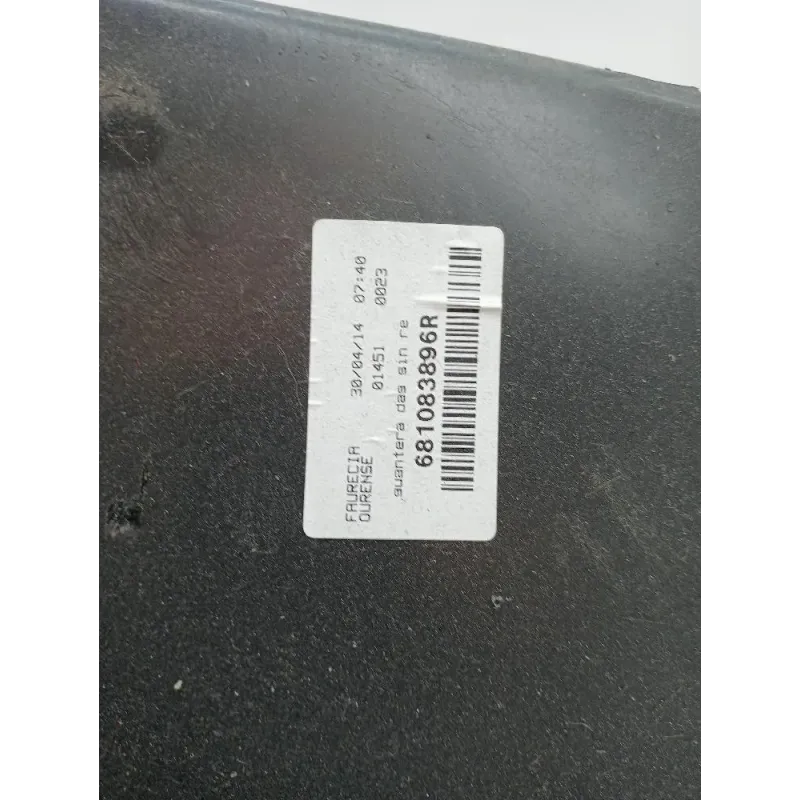 FAURECIA 30/04/14 07:40
OURENSE 01451 0023
guantera das sin re
681083896R